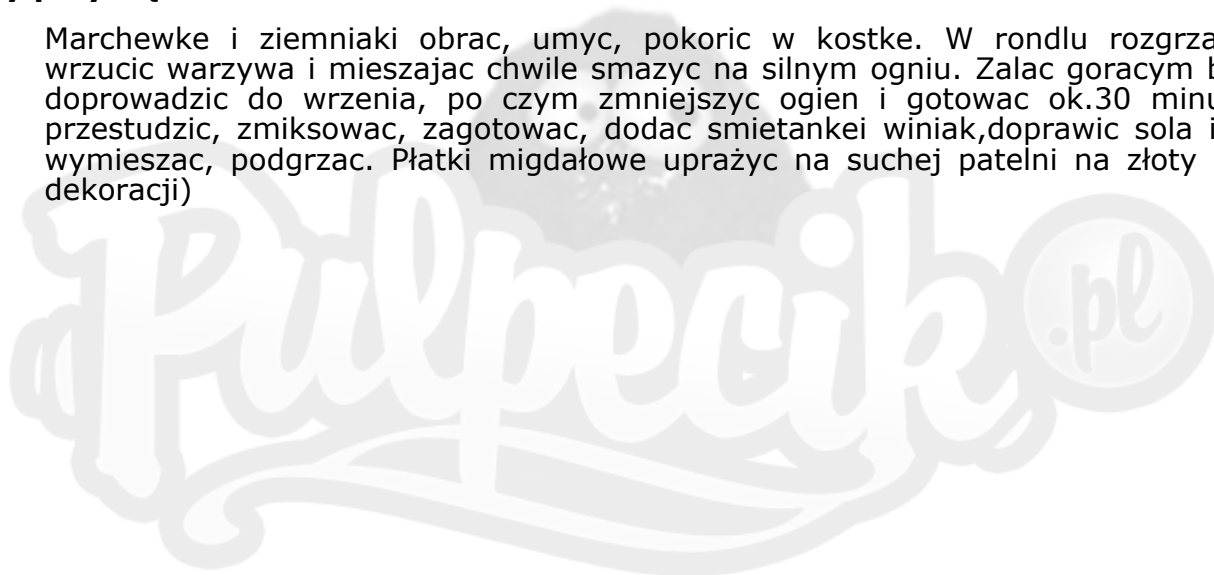 Marchewke i ziemniaki obrac, umyc, pokoric w kostke. W rondlu rozgrza
wrzucic warzywa i mieszajac chwile smazyc na silnym ogniu. Zalac goracym b
doprowadzic do wrzenia, po czym zmniejszyc ogien i gotowac ok.30 minu
przestudzic, zmiksowac, zagotowac, dodac smietankei winiak,doprawic sola i
wymieszac, podgrzac. Płatki migdałowe uprażyc na suchej patelni na złoty
dekoracji)
Pulpecik .pl